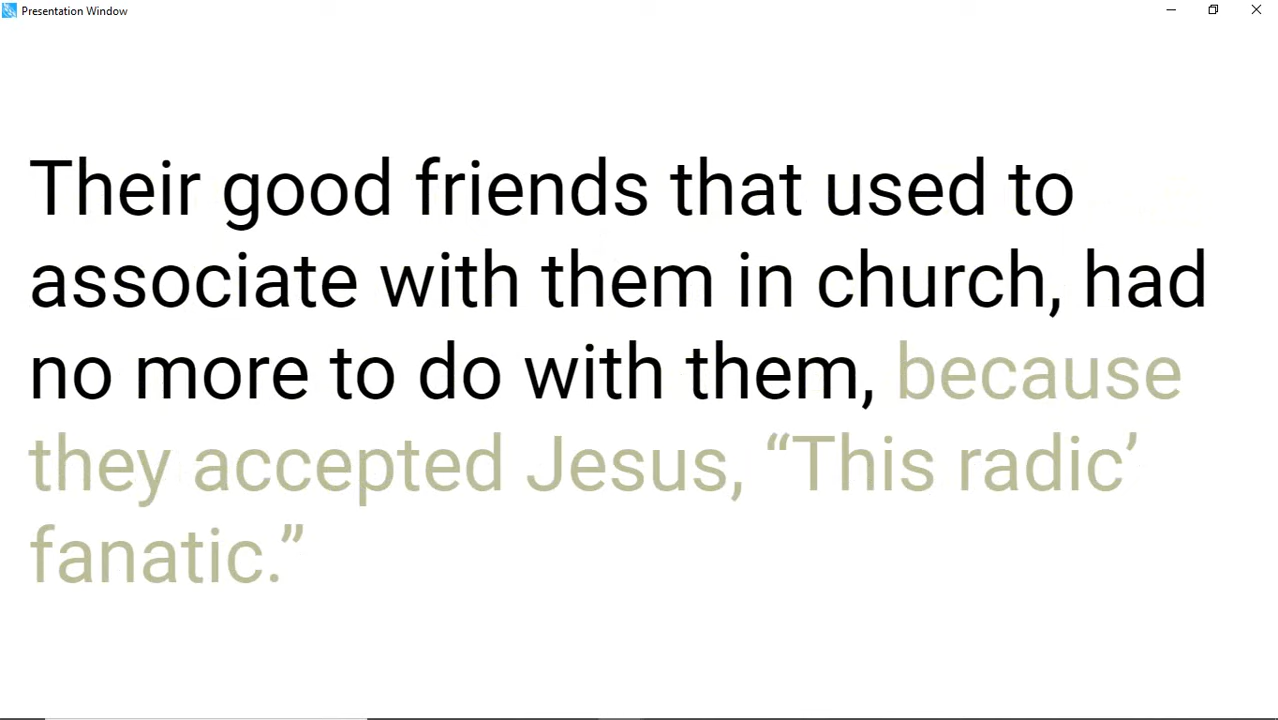 Presentation Window
Their good friends that used to
associate with them in church, had
no more to do with them, because
they accepted Jesus, “This radic’
fanatic.”